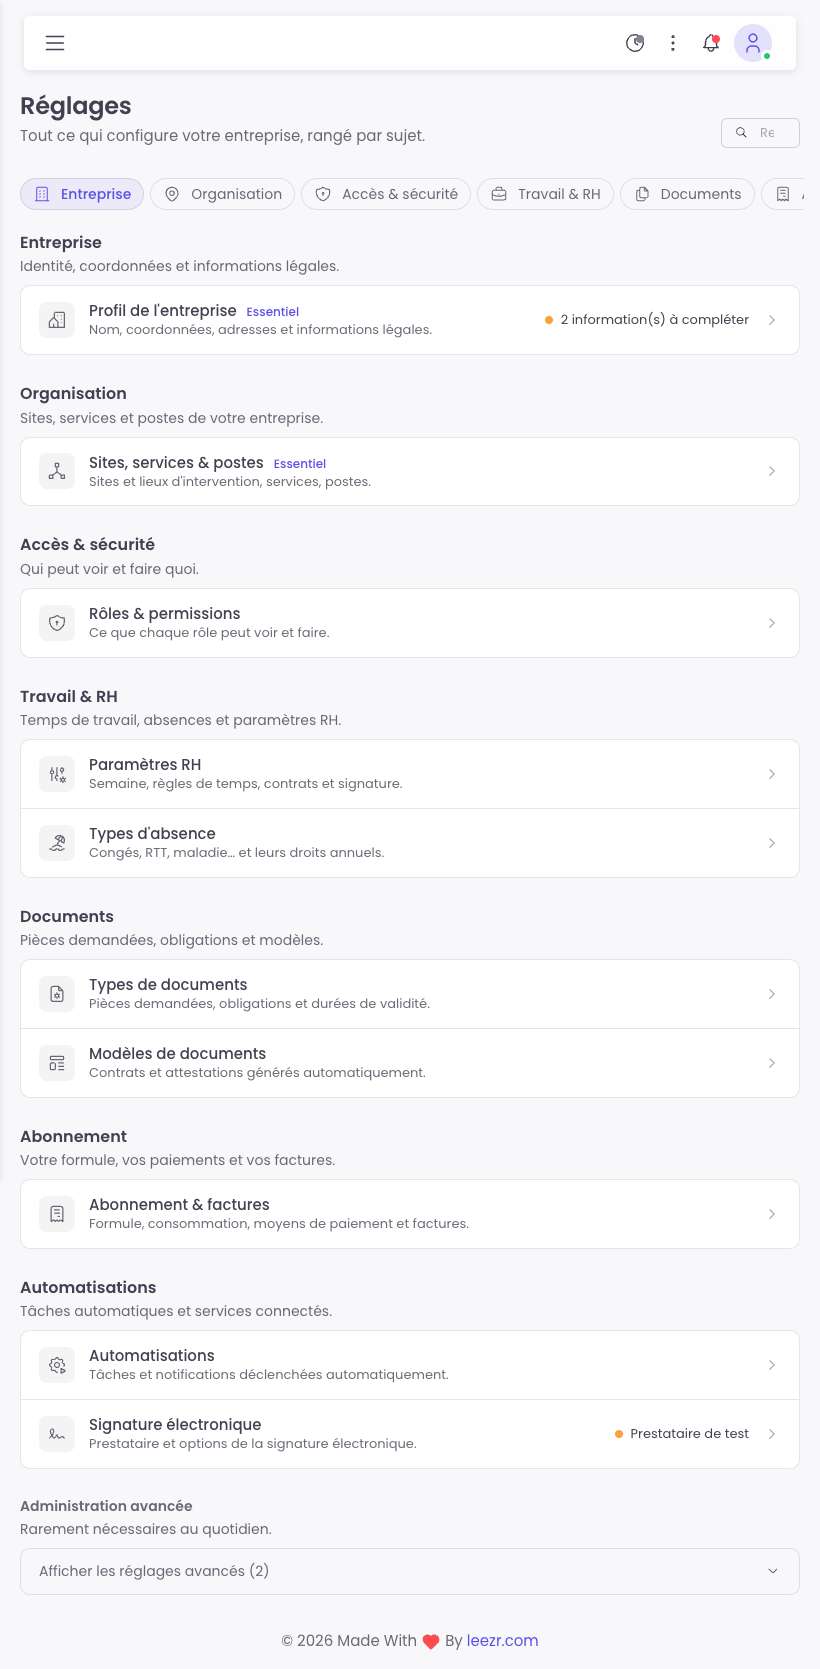 Réglages
Tout ce qui configure votre entreprise, rangé par sujet.
Re
Entreprise
Organisation
Accès & sécurité
Travail & RH
Documents
Entreprise
Identité, coordonnées et informations légales.
Profil de l'entreprise Essentiel
Nom, coordonnées, adresses et informations légales.
2 information(s) à compléter
Organisation
Sites, services et postes de votre entreprise.
Sites, services & postes Essentiel
Sites et lieux d'intervention, services, postes.
Accès & sécurité
Qui peut voir et faire quoi.
Rôles & permissions
Ce que chaque rôle peut voir et faire.
Travail & RH
Temps de travail, absences et paramètres RH.
Paramètres RH
Semaine, règles de temps, contrats et signature.
Types d'absence
Congés, RTT, maladie… et leurs droits annuels.
Documents
Pièces demandées, obligations et modèles.
Types de documents
Pièces demandées, obligations et durées de validité.
Modèles de documents
Contrats et attestations générés automatiquement.
Abonnement
Votre formule, vos paiements et vos factures.
Abonnement & factures
Formule, consommation, moyens de paiement et factures.
Automatisations
Tâches automatiques et services connectés.
Automatisations
Tâches et notifications déclenchées automatiquement.
Signature électronique
Prestataire et options de la signature électronique.
Prestataire de test
Administration avancée
Rarement nécessaires au quotidien.
Afficher les réglages avancés (2)
© 2026 Made With By leezr.com